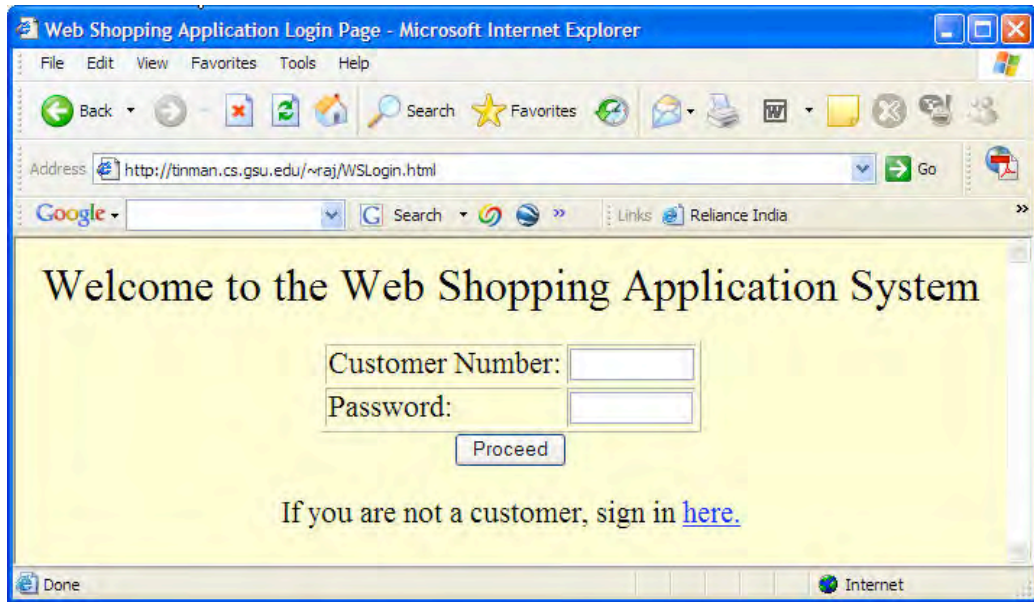 Web Shopping Application Login Page - Microsoft Internet Explorer
File Edit View Favorites Tools Help
Back Search Favorites
Address http://tinman.cs.gsu.edu/~raj/WSLogin.html Go
Google G Search » Links Reliance India »
Welcome to the Web Shopping Application System
Customer Number:
Password:
Proceed
If you are not a customer, sign in here.
Done Internet